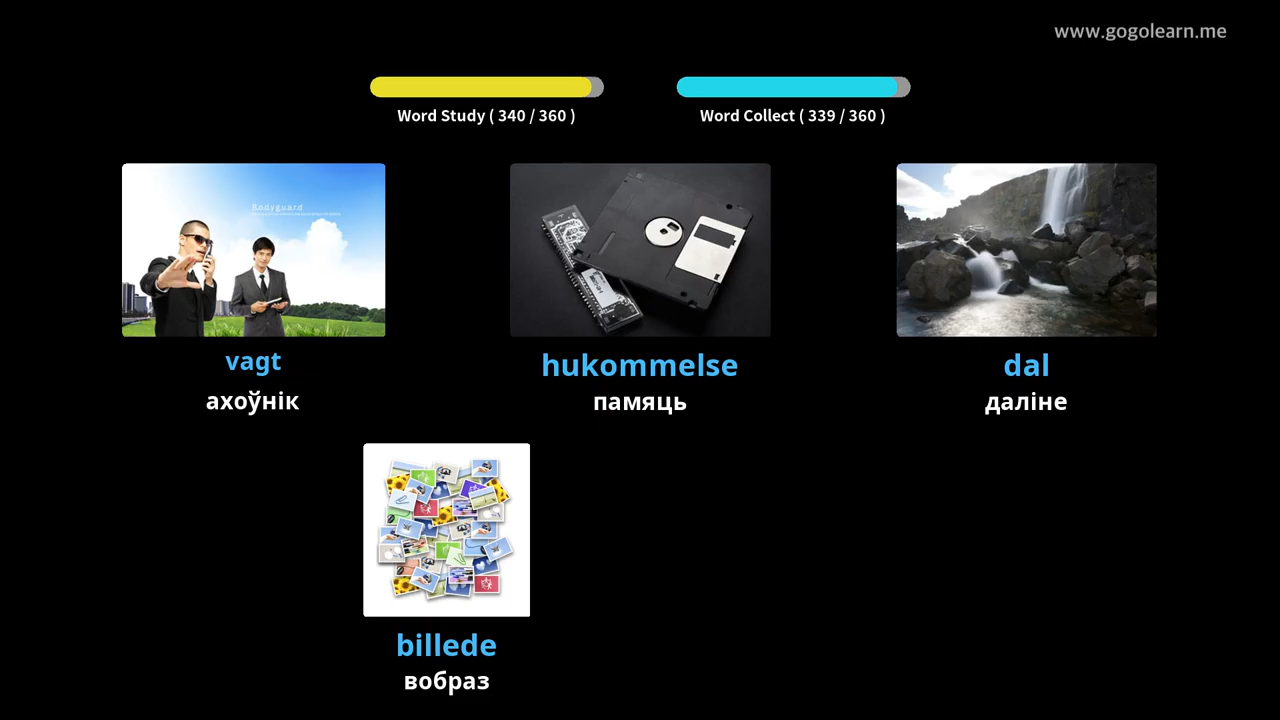 www.gogolearn.me
Word Study ( 340 / 360 )
Word Collect ( 339 / 360 )
Bodyguard
vagt
ахоўнік
hukommelse
памяць
dal
даліне
billede
вобраз